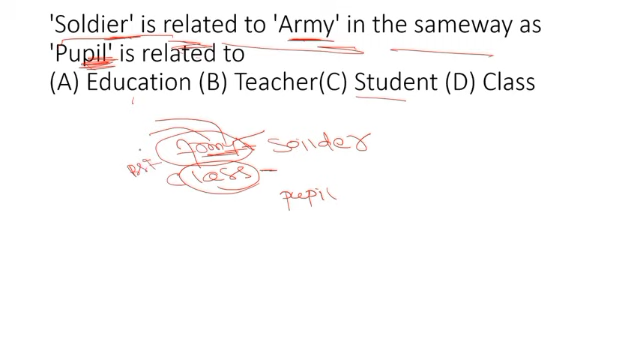 'Soldier' is related to 'Army' in the sameway as
'Pupil' is related to
(A) Education (B) Teacher(C) Student (D) Class
Army - Soilder
Class -
pupil